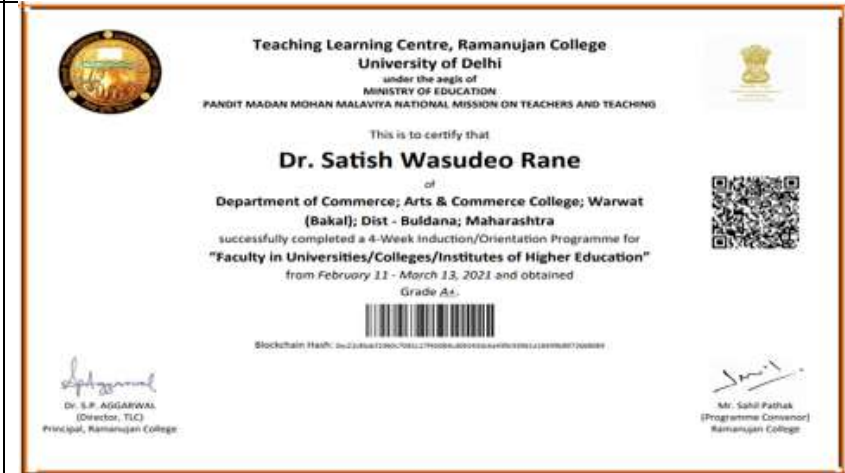 Teaching Learning Centre, Ramanujan College
University of Delhi
under the aegis of
MINISTRY OF EDUCATION
PANDIT MADAN MOHAN MALAVIYA NATIONAL MISSION ON TEACHERS AND TEACHING
This is to certify that
Dr. Satish Wasudeo Rane
of
Department of Commerce; Arts & Commerce College; Warwat
(Bakal); Dist - Buldana; Maharashtra
successfully completed a 4-Week Induction/Orientation Programme for
"Faculty in Universities/Colleges/Institutes of Higher Education"
from February 11 - March 13, 2021 and obtained
Grade A+.
Blockchain Hash:
Dr. S.P. AGGARWAL
(Director, TLC)
Principal, Ramanujan College
Mr. Sahil Pathak
(Programme Convenor)
Ramanujan College